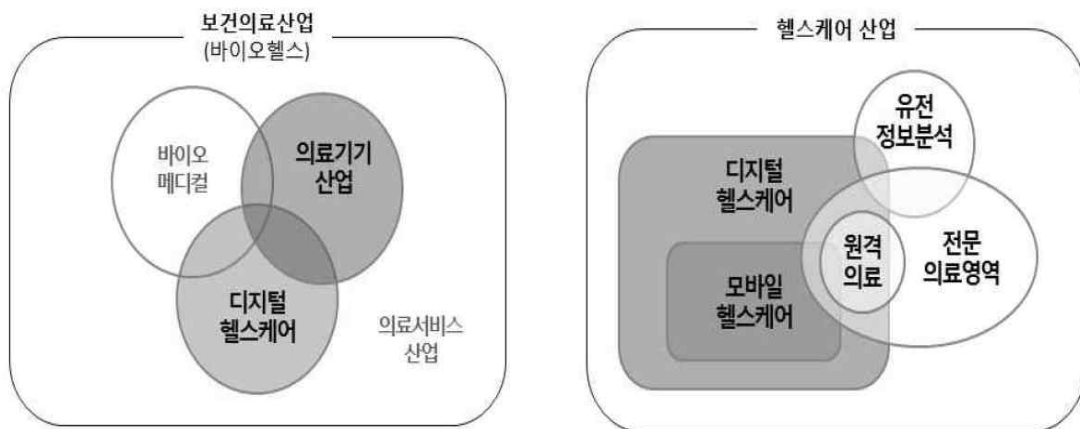 보건의료산업
(바이오헬스)
바이오
메디컬
의료기기
산업
디지털
헬스케어
의료서비스
산업
헬스케어 산업
유전
정보분석
디지털
헬스케어
원격
의료
전문
의료영역
모바일
헬스케어